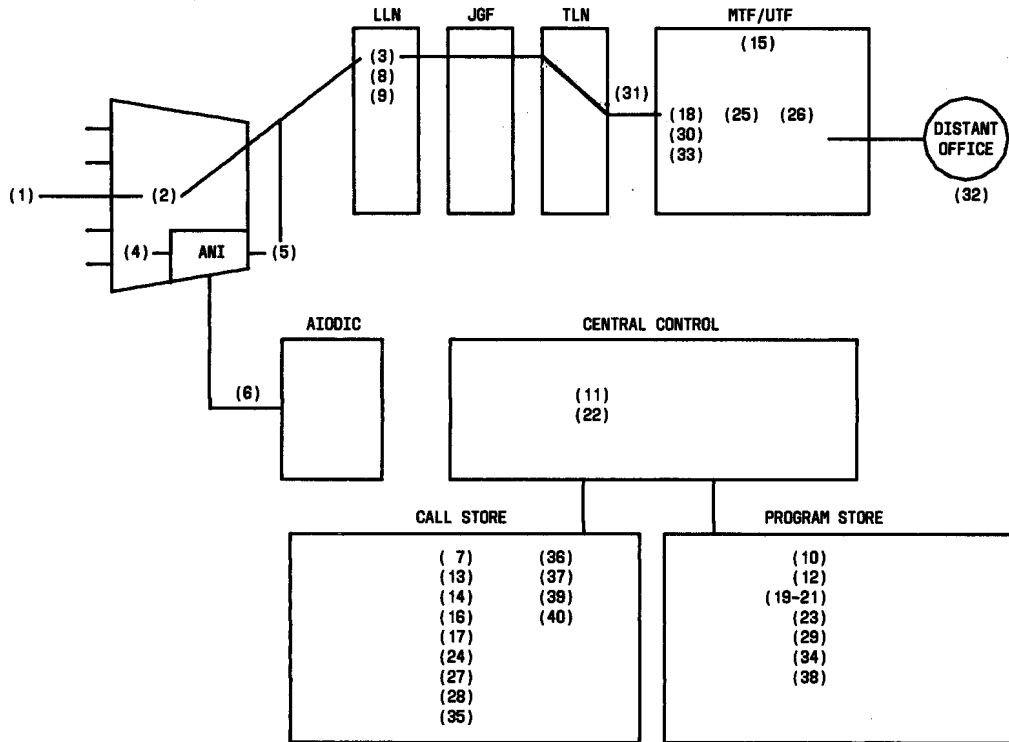 LLN JGF TLN MTF/UTF
(15)
(3)
(8)
(9)
(31)
(18) (25) (26)
(30)
(33)
DISTANT
OFFICE
(32)
(1) (2)
(4) ANI (5)
(6)
AIODIC
CENTRAL CONTROL
(11)
(22)
CALL STORE
( 7) (36)
(13) (37)
(14) (39)
(16) (40)
(17)
(24)
(27)
(28)
(35)
PROGRAM STORE
(10)
(12)
(19-21)
(23)
(29)
(34)
(38)